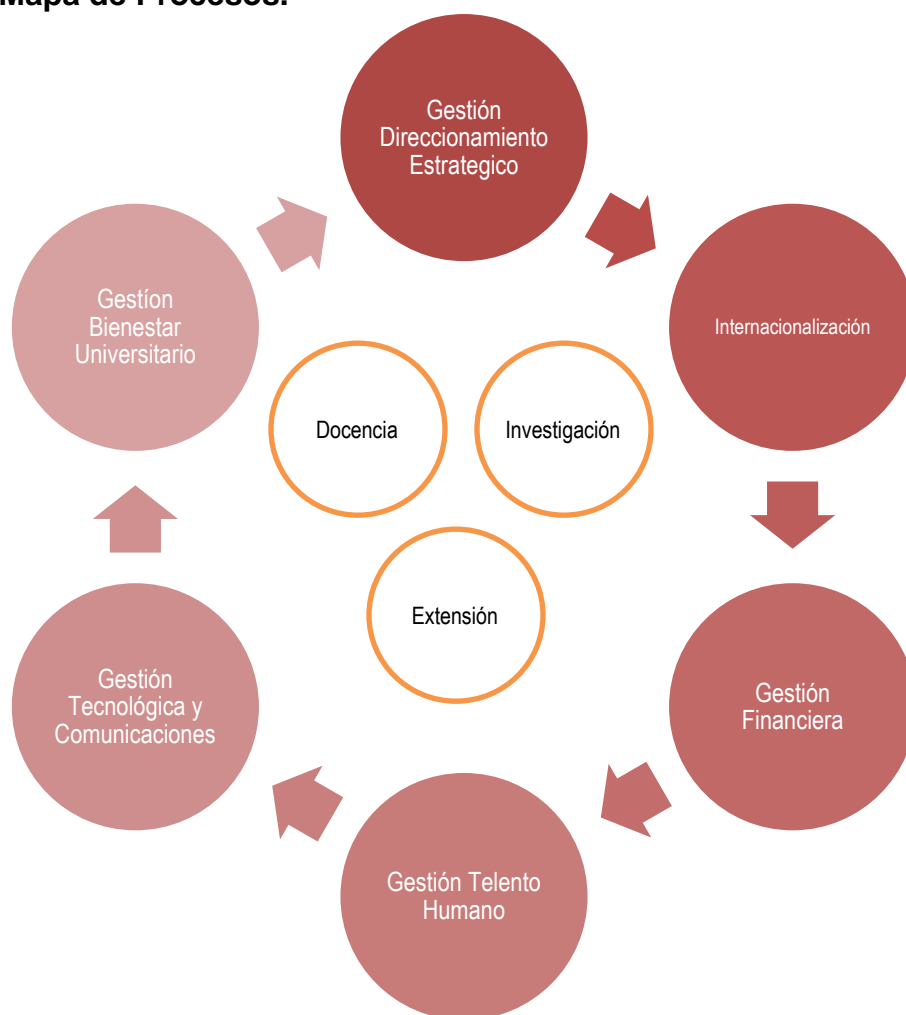 Mapa de Procesos.
Gestión
Direccionamiento
Estrategico
Internacionalización
Gestión
Financiera
Gestión Telento
Humano
Gestión
Tecnológica y
Comunicaciones
Gestíon
Bienestar
Universitario
Docencia
Investigación
Extensión